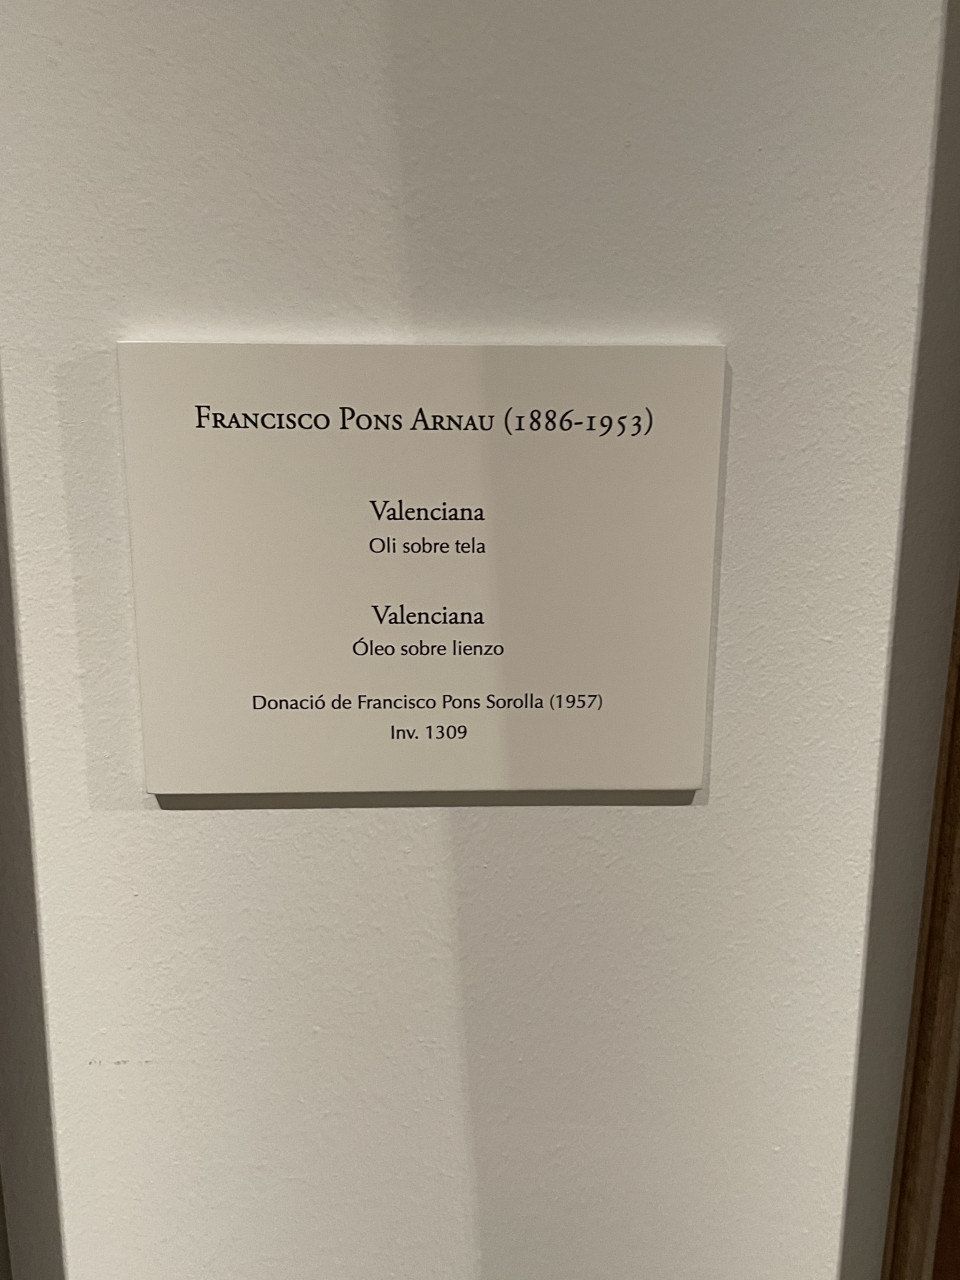 Francisco Pons Arnau (1886-1953)
Valenciana
Oli sobre tela
Valenciana
Óleo sobre lienzo
Donació de Francisco Pons Sorolla (1957)
Inv. 1309